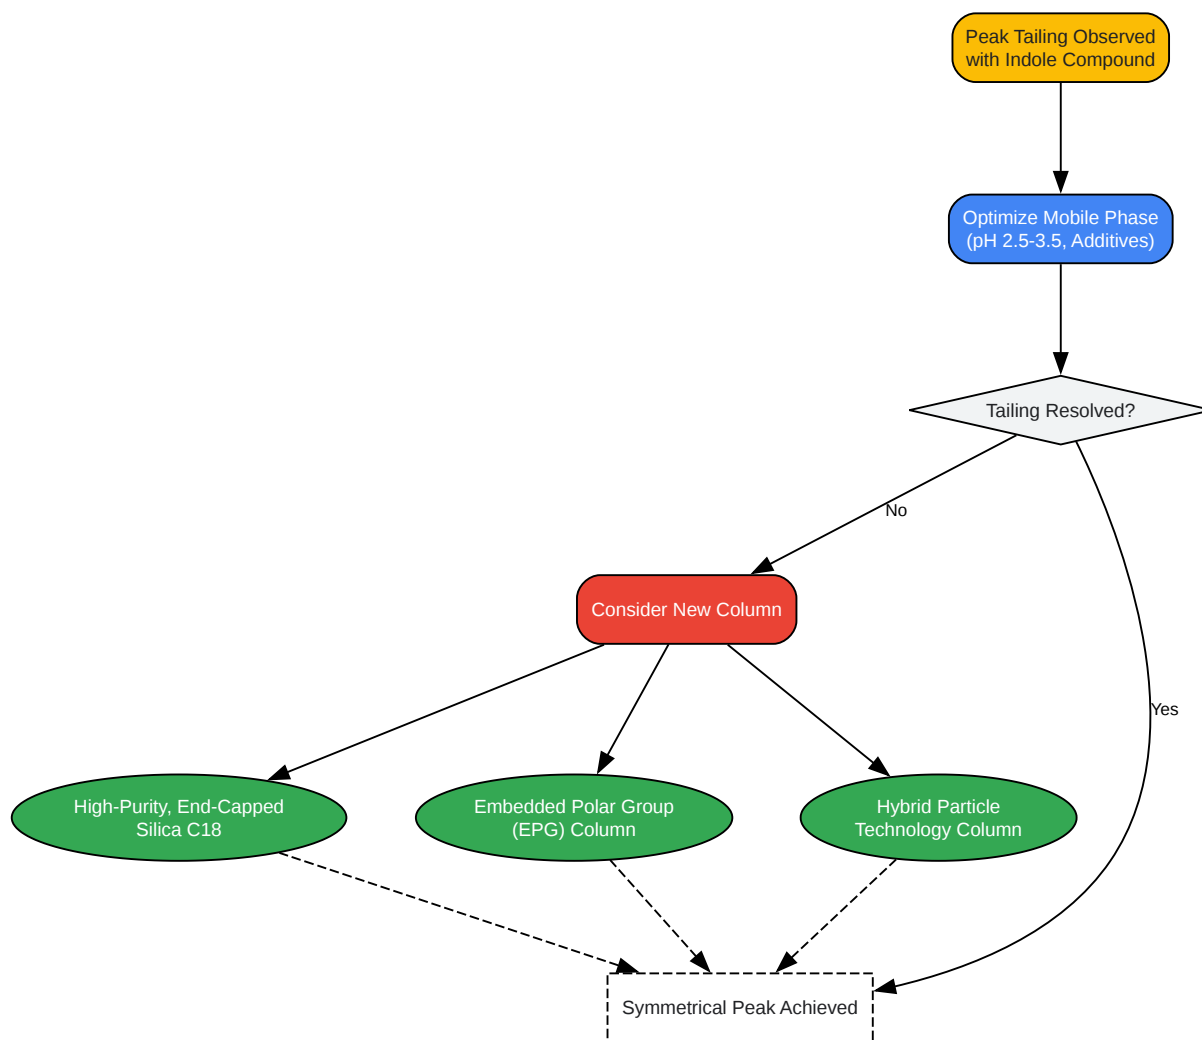 Peak Tailing Observed
with Indole Compound
Optimize Mobile Phase
(pH 2.5-3.5, Additives)
Tailing Resolved?
No
Consider New Column
Yes
High-Purity, End-Capped
Silica C18
Embedded Polar Group
(EPG) Column
Hybrid Particle
Technology Column
Symmetrical Peak Achieved